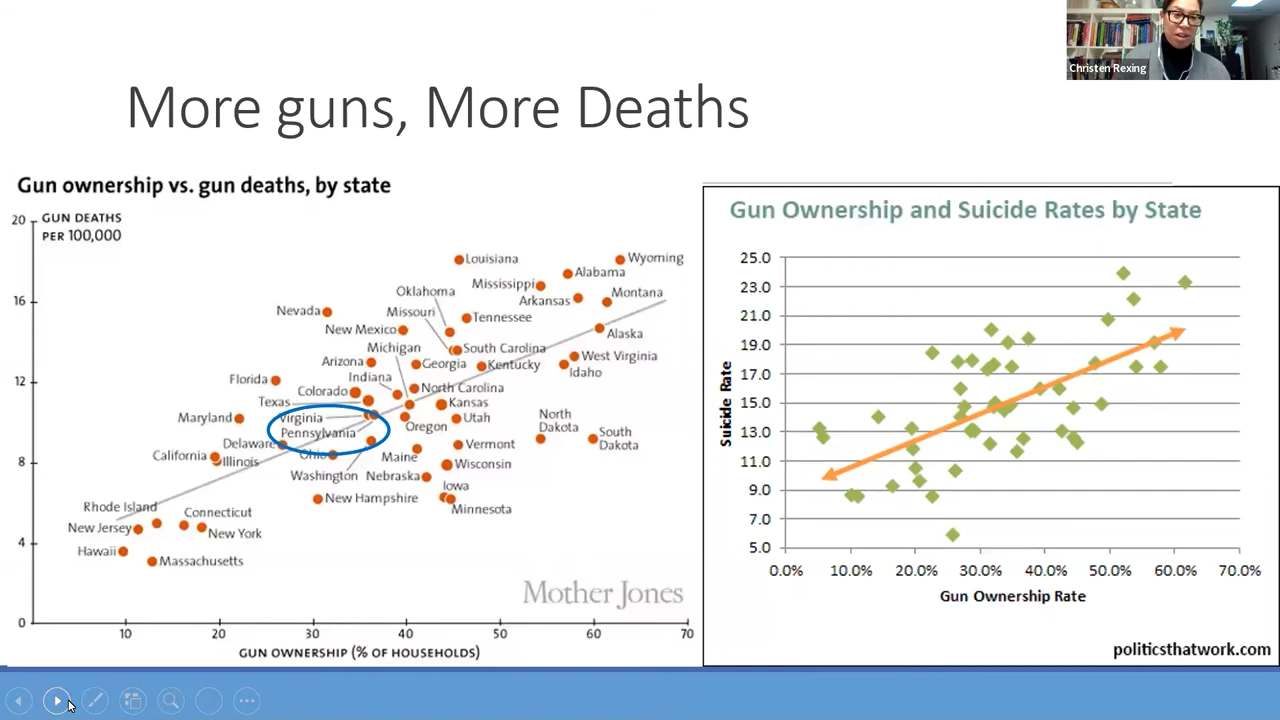 Christen Rexing
More guns, More Deaths
Gun ownership vs. gun deaths, by state
20
GUN DEATHS
PER 100,000
16
12
8
4
0
10
20
30
40
50
60
70
GUN OWNERSHIP (% OF HOUSEHOLDS)
Louisiana
Wyoming
Alabama
Mississippi
Oklahoma
Arkansas
Montana
Nevada
Missouri
Tennessee
New Mexico
Alaska
Michigan
South Carolina
West Virginia
Arizona
Georgia
Kentucky
Idaho
Indiana
Florida
Colorado
North Carolina
Texas
Kansas
Maryland
Virginia
Utah
North
Dakota
Oregon
Pennsylvania
South
Dakota
Delaware
Vermont
California
Illinois
Ohio
Maine
Wisconsin
Washington
Nebraska
Iowa
New Hampshire
Minnesota
Rhode Island
Connecticut
New Jersey
New York
Hawaii
Massachusetts
Mother Jones
Gun Ownership and Suicide Rates by State
25.0
23.0
21.0
19.0
17.0
15.0
13.0
11.0
9.0
7.0
5.0
Suicide Rate
0.0%
10.0%
20.0%
30.0%
40.0%
50.0%
60.0%
70.0%
Gun Ownership Rate
politicsthatwork.com